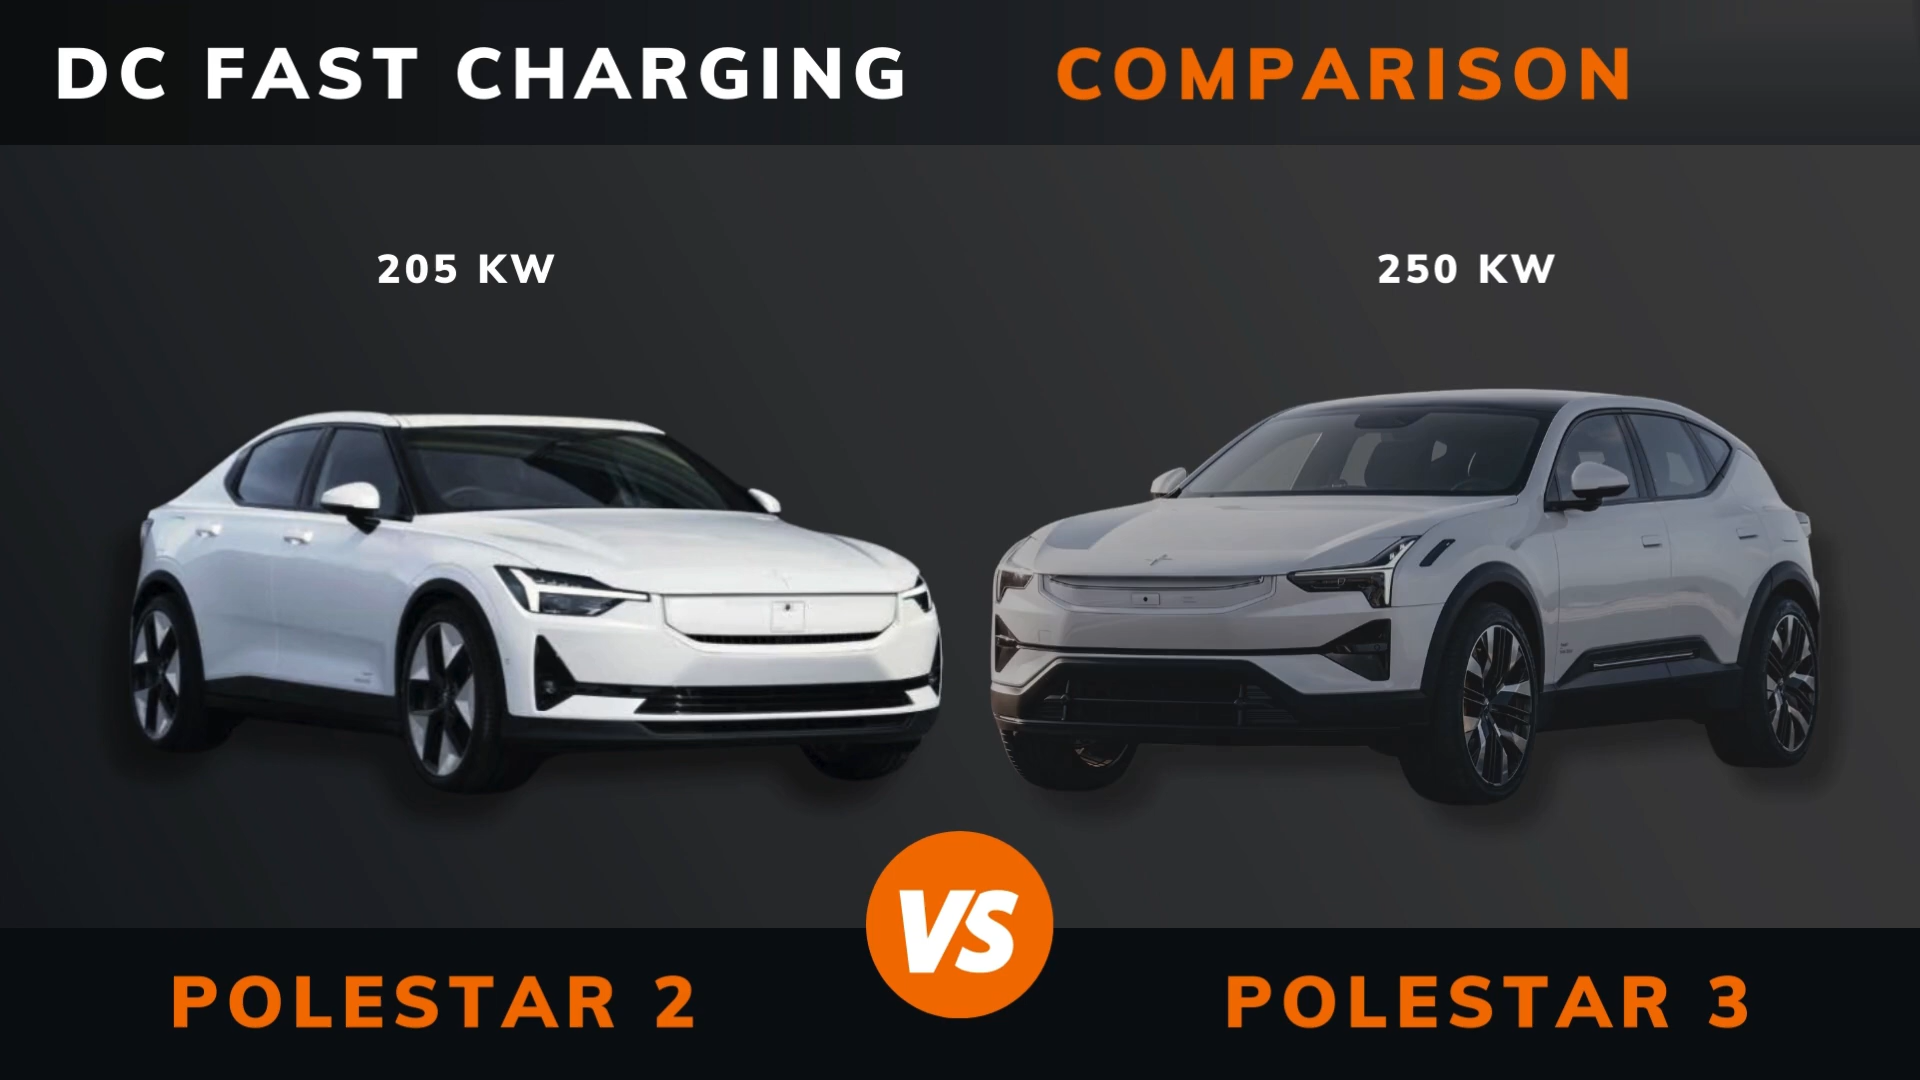 DC FAST CHARGING COMPARISON
205 KW
250 KW
VS
POLESTAR 2
POLESTAR 3